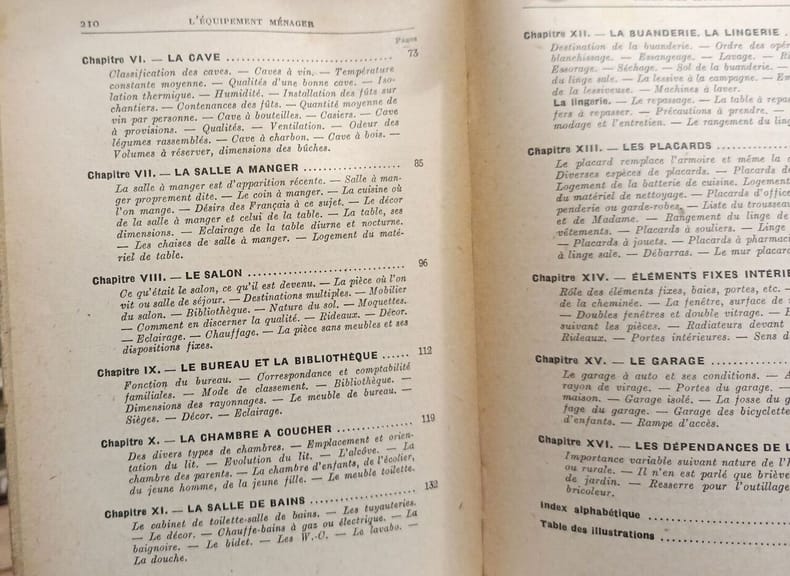 210
L'ÉQUIPEMENT MÉNAGER
Pages
Chapitre VI. — LA CAVE .......... 73
Classification des caves. — Caves à vin. — Température
constante moyenne. — Qualités d'une bonne cave. — Iso-
lation thermique. — Humidité. — Installation des fûts sur
chantiers. — Contenances des fûts. — Quantité moyenne de
vin par personne. — Cave à bouteilles. — Casiers. — Cave
à provisions. — Qualités. — Ventilation. — Odeur des
légumes rassemblés. — Cave à charbon. — Cave à bois. —
Volumes à réserver, dimensions des bûches.
Chapitre VII. — LA SALLE A MANGER .......... 85
La salle à manger est d'apparition récente. — Salle à man-
ger proprement dite. — Le coin à manger. — La cuisine où
l'on mange. — Désirs des Français à ce sujet. — Le décor
de la salle à manger et celui de la table. — La table, ses
dimensions. — Eclairage de la table diurne et nocturne.
— Les chaises de salle à manger. — Logement du maté-
riel de table.
Chapitre VIII. — LE SALON .......... 96
Ce qu'était le salon, ce qu'il est devenu. — La pièce où l'on
vit ou salle de séjour. — Destinations multiples. — Mobilier
du salon. — Bibliothèque. — Nature du sol. — Moquettes.
— Comment en discerner la qualité. — Rideaux. — Décor.
— Eclairage. — Chauffage. — La pièce sans meubles et ses
dispositions fixes.
Chapitre IX. — LE BUREAU ET LA BIBLIOTHÈQUE ...... 112
Fonction du bureau. — Correspondance et comptabilité
familiales. — Mode de classement. — Bibliothèque. —
Dimensions des rayonnages. — Le meuble de bureau. —
Sièges. — Décor. — Eclairage.
Chapitre X. — LA CHAMBRE A COUCHER .......... 119
Des divers types de chambres. — Emplacement et orien-
tation du lit. — Evolution du lit. — L'alcôve. — La
chambre des parents. — La chambre d'enfants, de l'écolier,
du jeune homme, de la jeune fille. — Le meuble toilette.
Chapitre XI. — LA SALLE DE BAINS .......... 132
Le cabinet de toilette-salle de bains. — Les tuyauteries.
— Le décor. — Chauffe-bains à gaz ou électrique. — La
baignoire. — Le bidet. — Les W.-C. — Le lavabo. —
La douche.
Chapitre XII. — LA BUANDERIE, LA LINGERIE .
Destination de la buanderie. — Ordre des opér
blanchissage. — Essangeage. — Lavage. — Ri
Essorage. — Séchage. — Sol de la buanderie. —
du linge sale. — La lessive à la campagne. — Em
de la lessiveuse. — Machines à laver.
La lingerie. — Le repassage. — La table à repas
fers à repasser. — Précautions à prendre. —
modage et l'entretien. — Le rangement du ling
Chapitre XIII. — LES PLACARDS ..........
Le placard remplace l'armoire et même la c
Diverses espèces de placards. — Placards de
Logement de la batterie de cuisine. Logement
du matériel de nettoyage. — Placards d'offic
penderie ou garde-robes. — Liste du trousseau
et de Madame. — Rangement du linge de
vêtements. — Placards à souliers. — Linge
— Placards à jouets. — Placards à pharmaci
à linge sale. — Débarras. — Le mur placard
Chapitre XIV. — ÉLÉMENTS FIXES INTÉRIE
Rôle des éléments fixes, baies, portes, etc. —
de la cheminée. — La fenêtre, surface de
— Doubles fenêtres et double vitrage. —
suivant les pièces. — Radiateurs devant
Rideaux. — Portes intérieures. — Sens d
Chapitre XV. — LE GARAGE ..........
Le garage à auto et ses conditions. — A
rayon de virage. — Portes du garage. —
maison. — Garage isolé. — La fosse du g
fage du garage. — Garage des bicyclette
d'enfants. — Rampe d'accès.
Chapitre XVI. — LES DÉPENDANCES DE L
Importance variable suivant nature de l'h
ou rurale. — Il n'en est parlé que brièv
de jardin. — Resserre pour l'outillage
bricoleur.
Index alphabétique ..........
Table des illustrations ..........